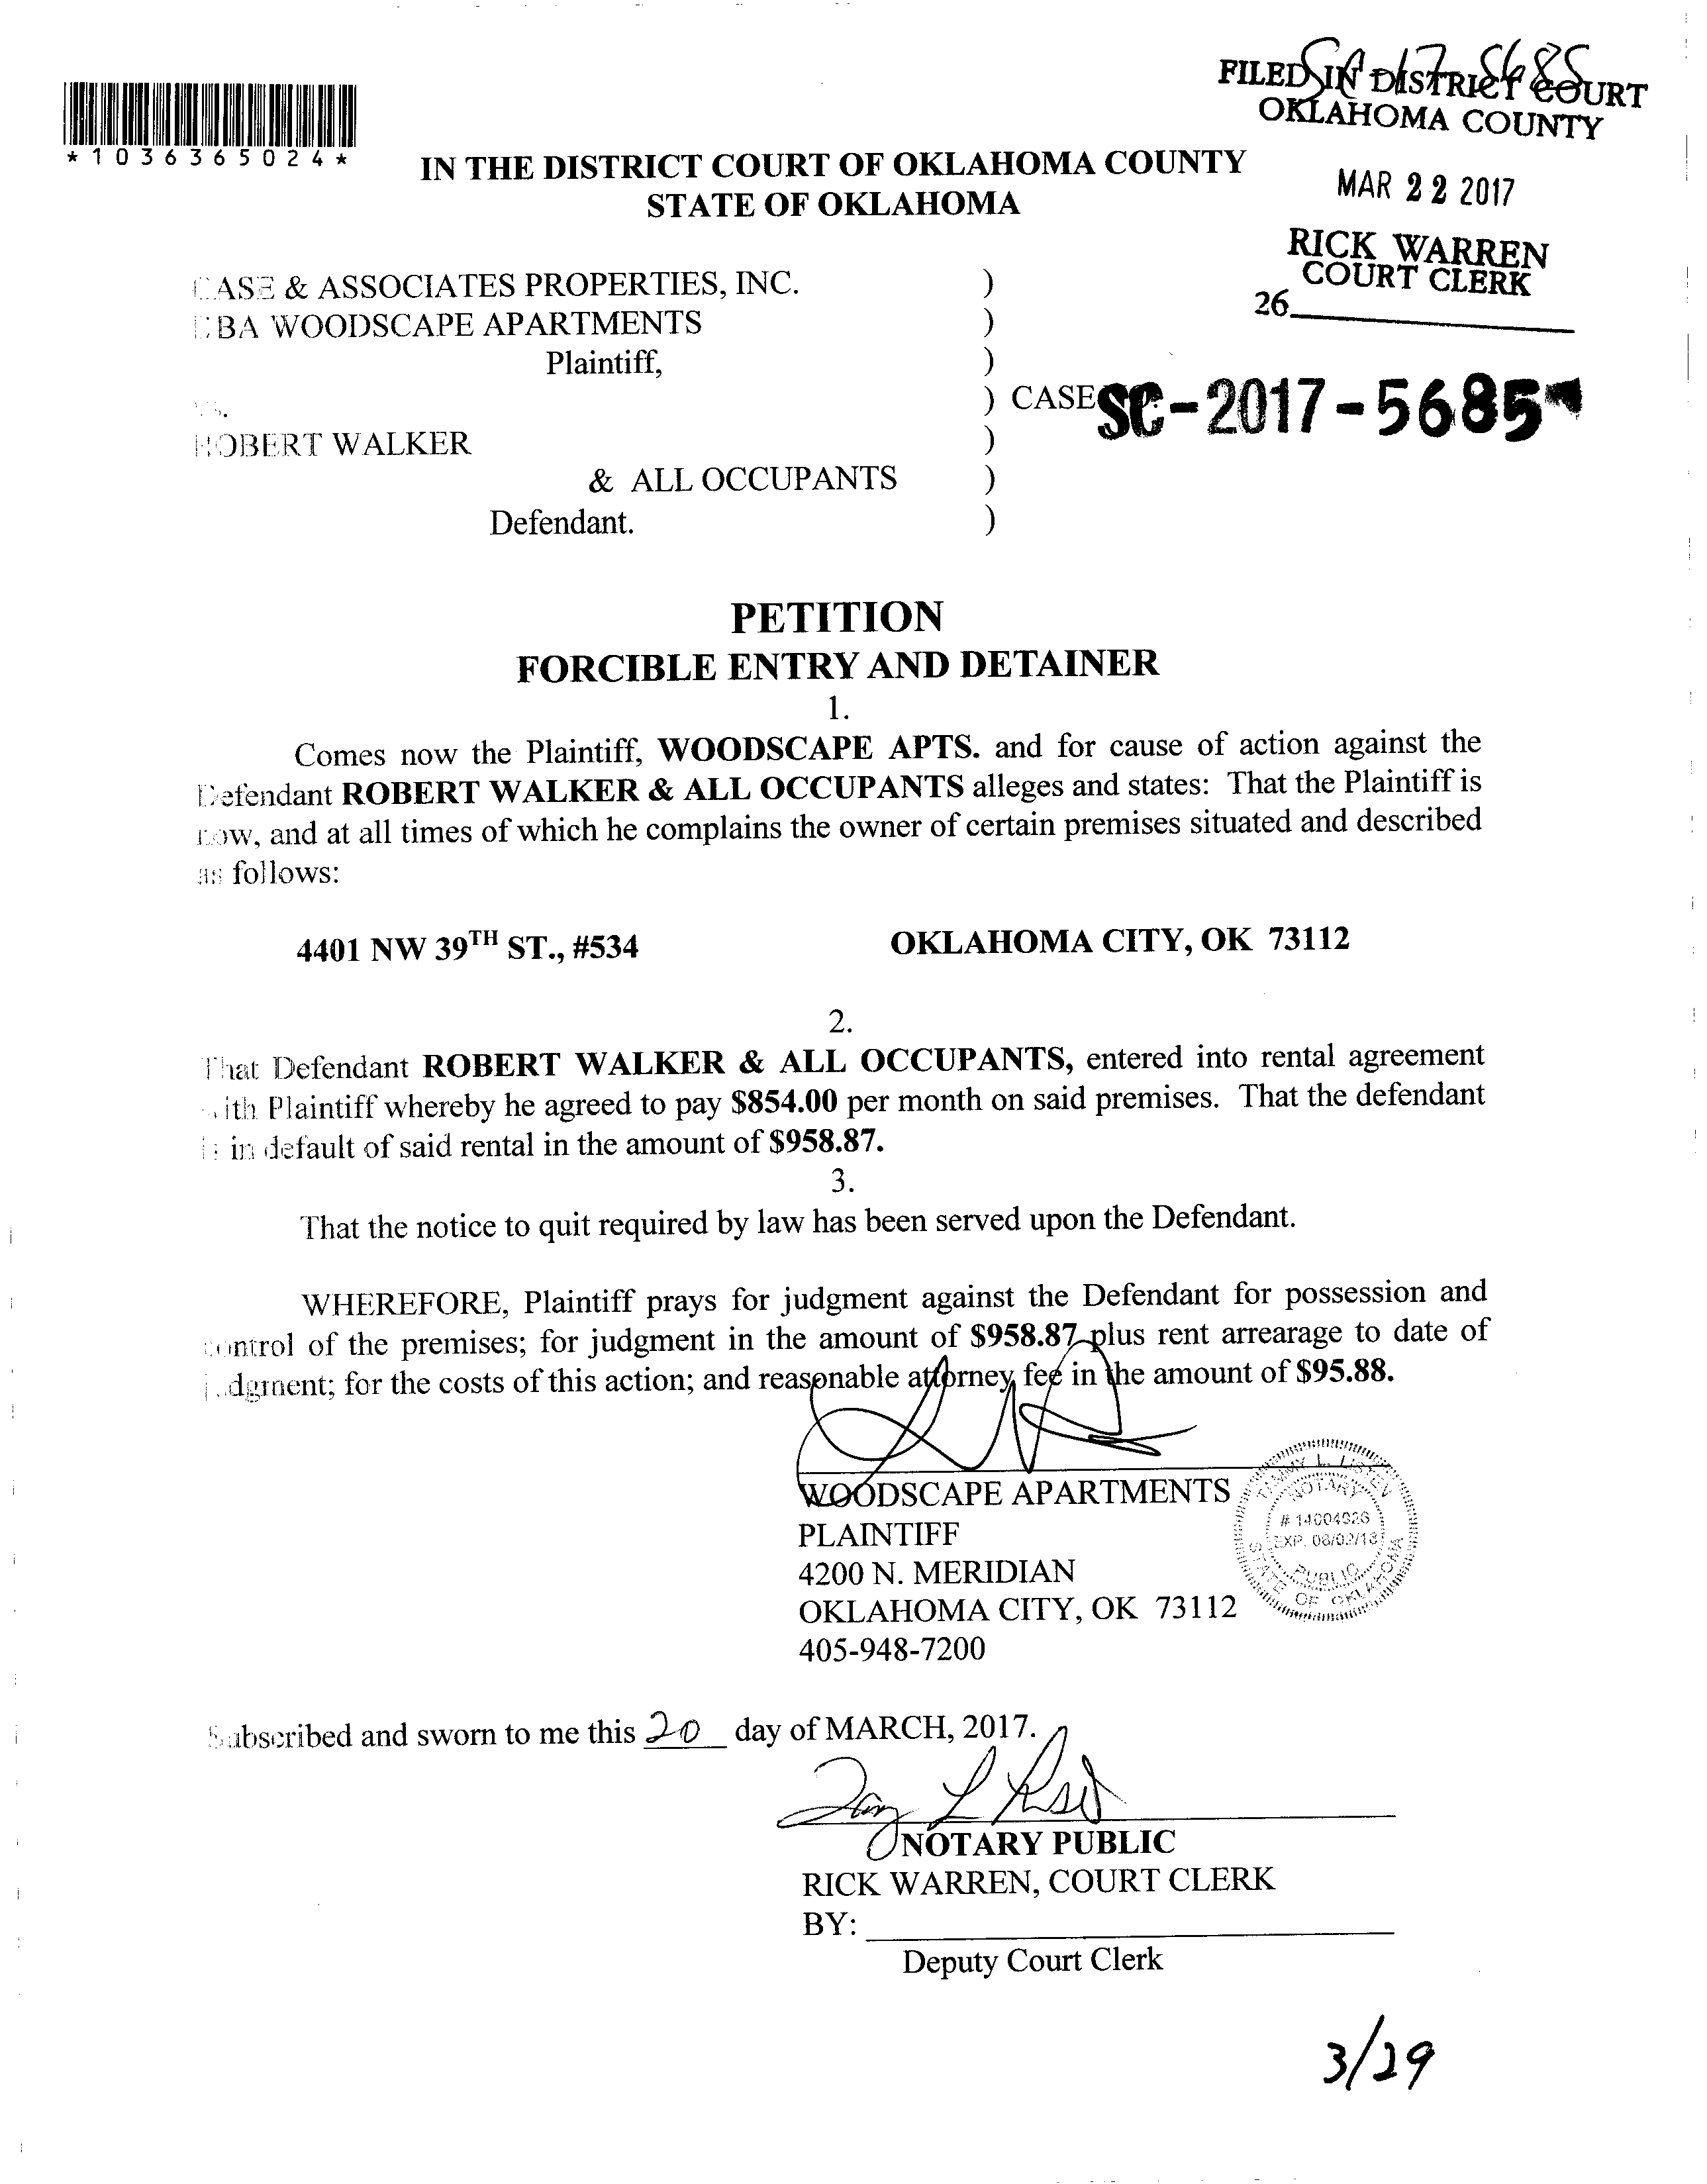 SC 17 5685
FILED IN DISTRICT COURT
OKLAHOMA COUNTY
*1036365024*
IN THE DISTRICT COURT OF OKLAHOMA COUNTY
STATE OF OKLAHOMA
MAR 22 2017
RICK WARREN
COURT CLERK
26
CASE & ASSOCIATES PROPERTIES, INC. )
DBA WOODSCAPE APARTMENTS )
Plaintiff, )
vs. ) CASE SC-2017-5685
ROBERT WALKER )
& ALL OCCUPANTS )
Defendant. )
PETITION
FORCIBLE ENTRY AND DETAINER
1.
Comes now the Plaintiff, WOODSCAPE APTS. and for cause of action against the
Defendant ROBERT WALKER & ALL OCCUPANTS alleges and states: That the Plaintiff is
now, and at all times of which he complains the owner of certain premises situated and described
as follows:
4401 NW 39TH ST., #534 OKLAHOMA CITY, OK 73112
2.
That Defendant ROBERT WALKER & ALL OCCUPANTS, entered into rental agreement
with Plaintiff whereby he agreed to pay $854.00 per month on said premises. That the defendant
is in default of said rental in the amount of $958.87.
3.
That the notice to quit required by law has been served upon the Defendant.
WHEREFORE, Plaintiff prays for judgment against the Defendant for possession and
control of the premises; for judgment in the amount of $958.87 plus rent arrearage to date of
judgment; for the costs of this action; and reasonable attorney fee in the amount of $95.88.
WOODSCAPE APARTMENTS
PLAINTIFF
4200 N. MERIDIAN
OKLAHOMA CITY, OK 73112
405-948-7200
TAMMY L.
NOTARY
PUBLIC
STATE OF OKLAHOMA
Subscribed and sworn to me this 20 day of MARCH, 2017.
NOTARY PUBLIC
RICK WARREN, COURT CLERK
BY:
Deputy Court Clerk
3/29